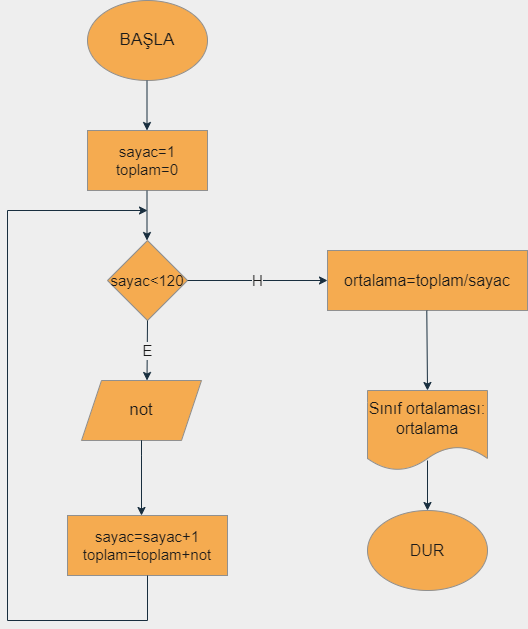 BAŞLA
sayac=1
toplam=0
sayac<120
H
ortalama=toplam/sayac
E
not
Sınıf ortalaması:
ortalama
sayac=sayac+1
toplam=toplam+not
DUR